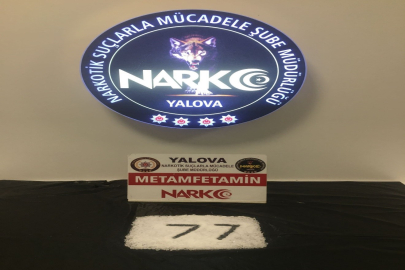 NARKOTİK SUÇLARLA MÜCADELE ŞUBE MÜDÜRLÜĞÜ
NARKO
YALOVA
YALOVA
NARKOTİK SUÇLARLA MÜCADELE
ŞUBE MÜDÜRLÜĞÜ
METAMFETAMİN
NARKO
77